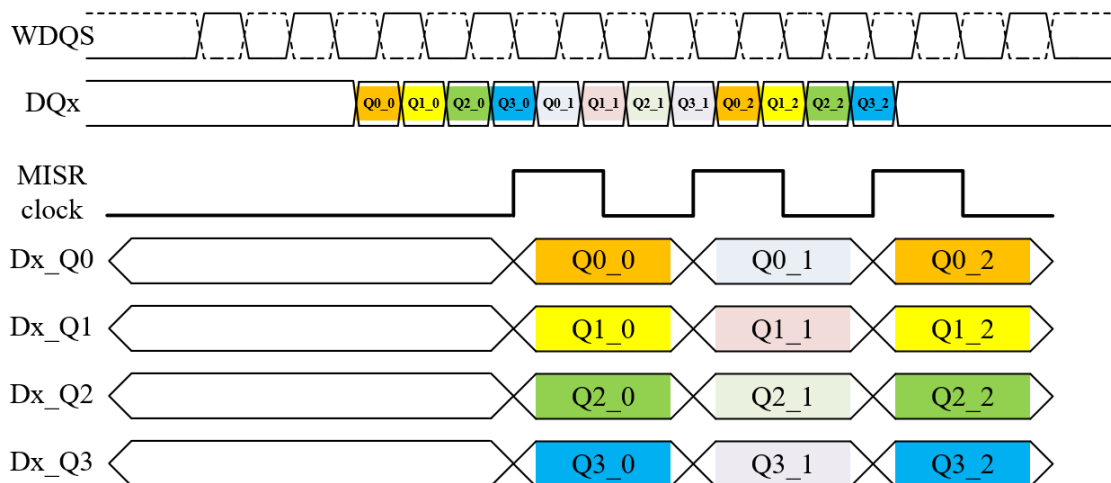 WDQS
DQx Q0_0 Q1_0 Q2_0 Q3_0 Q0_1 Q1_1 Q2_1 Q3_1 Q0_2 Q1_2 Q2_2 Q3_2
MISR
clock
Dx_Q0 Q0_0 Q0_1 Q0_2
Dx_Q1 Q1_0 Q1_1 Q1_2
Dx_Q2 Q2_0 Q2_1 Q2_2
Dx_Q3 Q3_0 Q3_1 Q3_2